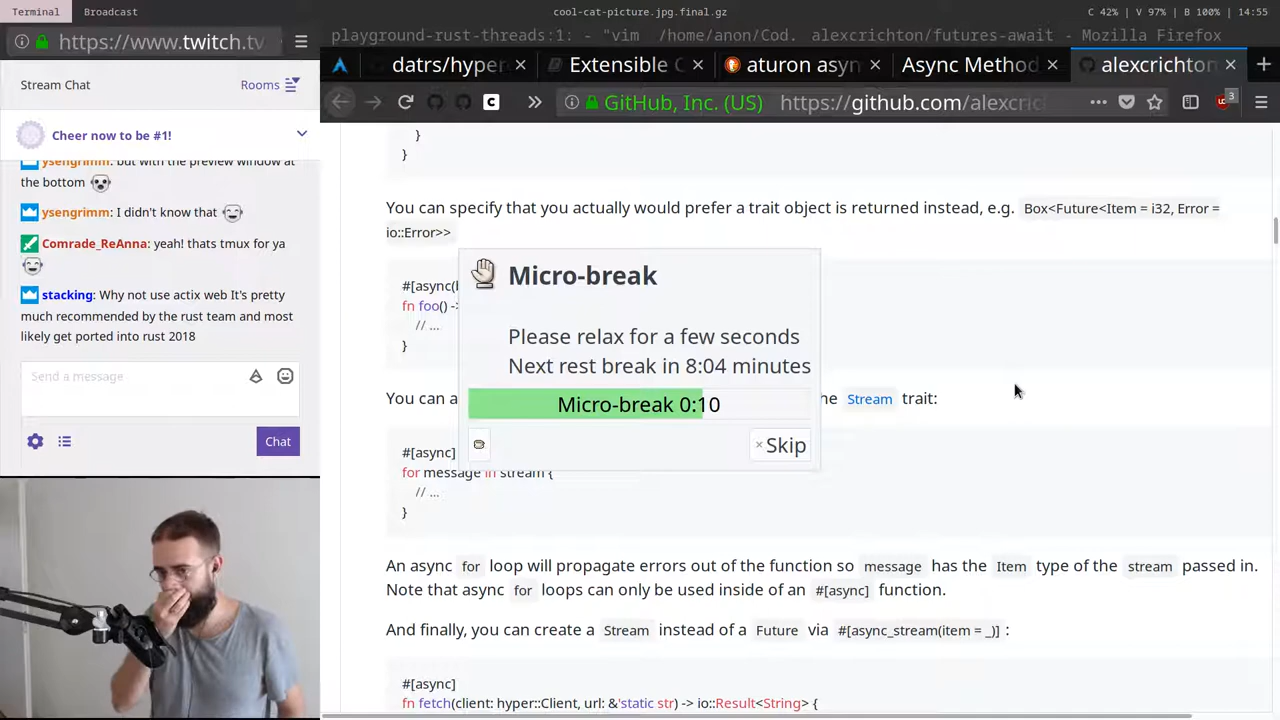 Terminal
Broadcast
cool-cat-picture.jpg.final.gz
C 42% | V 97% | B 100% | 14:55
https://www.twitch.tv
playground-rust-threads:1: - "vim /home/anon/Cod. alexcrichton/futures-await - Mozilla Firefox
datrs/hyper
Extensible C
aturon asyn
Async Method
alexcrichton
GitHub, Inc. (US)
https://github.com/alexcric
3
Stream Chat
Rooms
Cheer now to be #1!
ysengrimm: but with the preview window at
the bottom
ysengrimm: I didn't know that
Comrade_ReAnna: yeah! thats tmux for ya
stacking: Why not use actix web It's pretty
much recommended by the rust team and most
likely get ported into rust 2018
Send a message
Chat
}
}
You can specify that you actually would prefer a trait object is returned instead, e.g. Box<Future<Item = i32, Error =
io::Error>>
#[async(b
fn foo() ->
// ...
}
Micro-break
Please relax for a few seconds
Next rest break in 8:04 minutes
Micro-break 0:10
Skip
You can a
he Stream trait:
#[async]
for message in stream {
// ...
}
An async for loop will propagate errors out of the function so message has the Item type of the stream passed in.
Note that async for loops can only be used inside of an #[async] function.
And finally, you can create a Stream instead of a Future via #[async_stream(item = _)] :
#[async]
fn fetch(client: hyper::Client, url: &'static str) -> io::Result<String> {